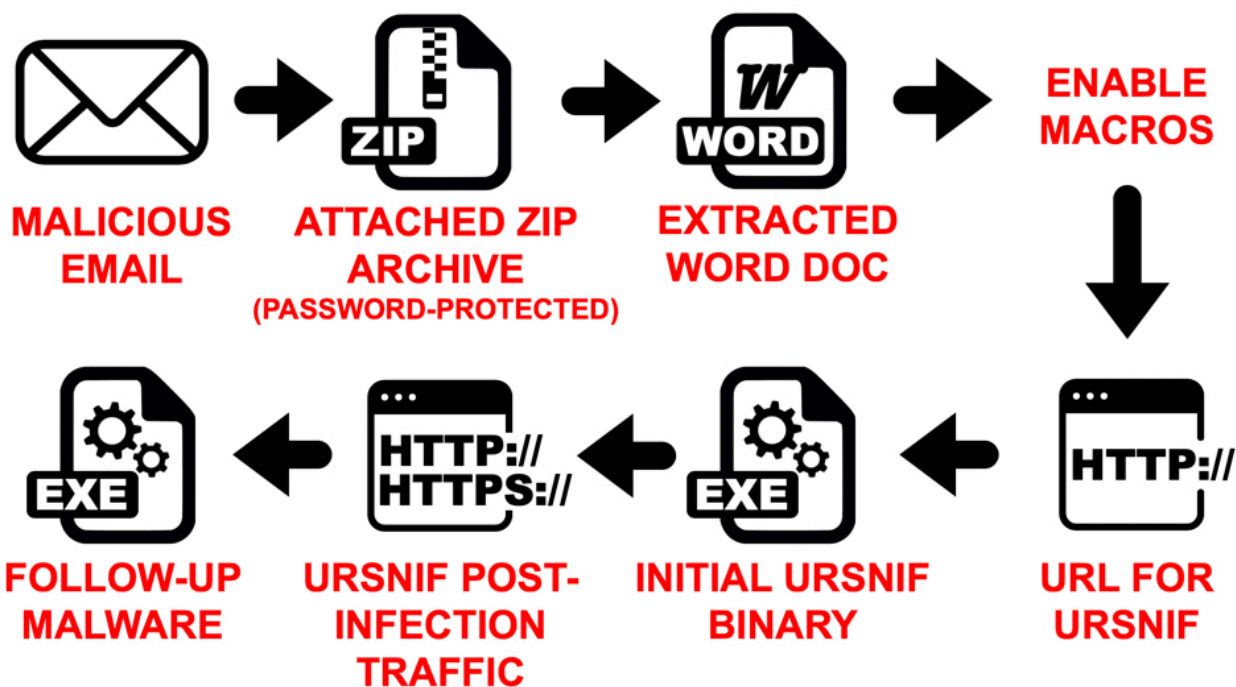 ZIP
W
WORD
ENABLE
MACROS
MALICIOUS
EMAIL
ATTACHED ZIP
ARCHIVE
(PASSWORD-PROTECTED)
EXTRACTED
WORD DOC
EXE
HTTP://
HTTPS://
EXE
HTTP://
FOLLOW-UP
MALWARE
URSNIF POST-
INFECTION
TRAFFIC
INITIAL URSNIF
BINARY
URL FOR
URSNIF